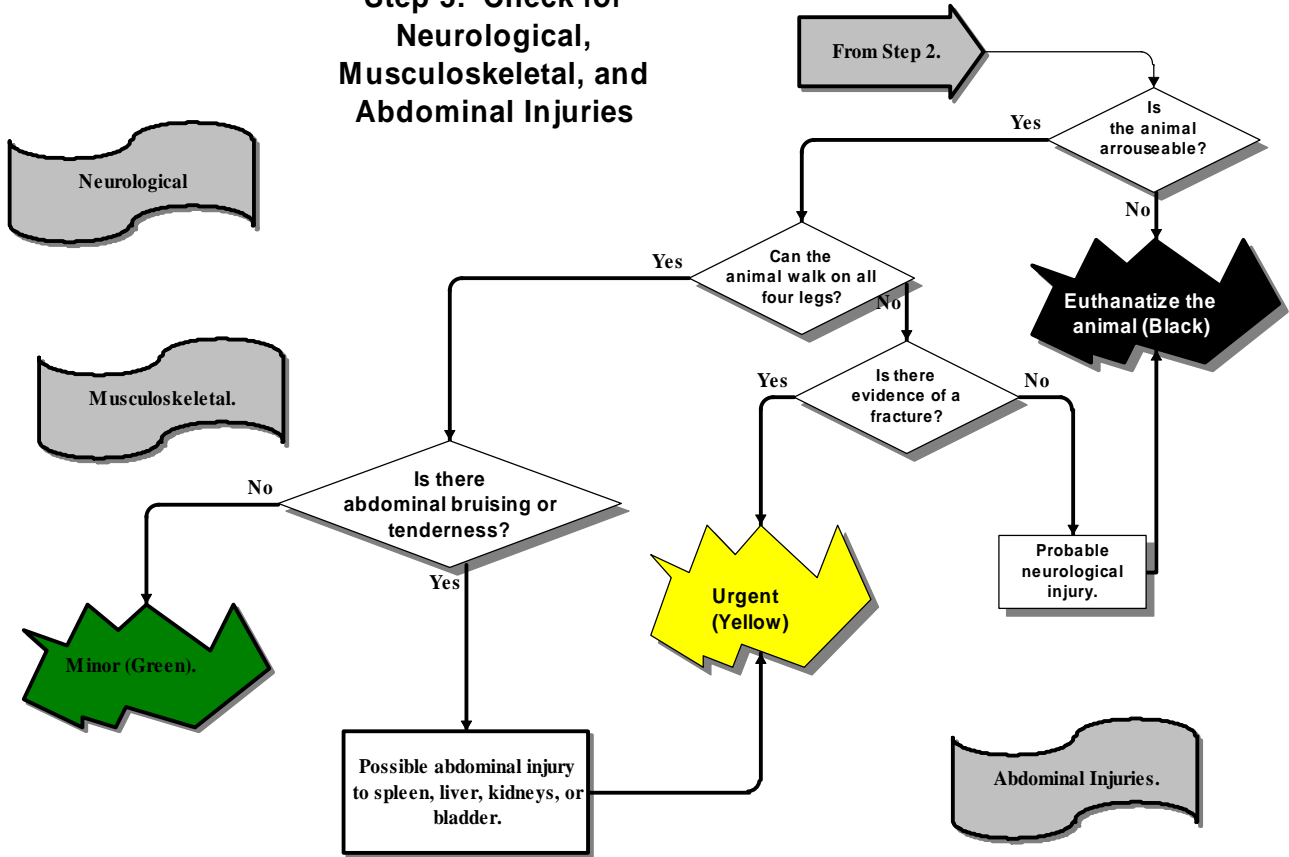 Step 3: Check for
Neurological,
Musculoskeletal, and
Abdominal Injuries
From Step 2.
Is
the animal
arrouseable?
Yes
No
Neurological
Can the
animal walk on all
four legs?
Yes
No
Euthanatize the
animal (Black)
Musculoskeletal.
Is there
evidence of a
fracture?
Yes
No
Is there
abdominal bruising or
tenderness?
No
Yes
Probable
neurological
injury.
Urgent
(Yellow)
Minor (Green).
Possible abdominal injury
to spleen, liver, kidneys, or
bladder.
Abdominal Injuries.